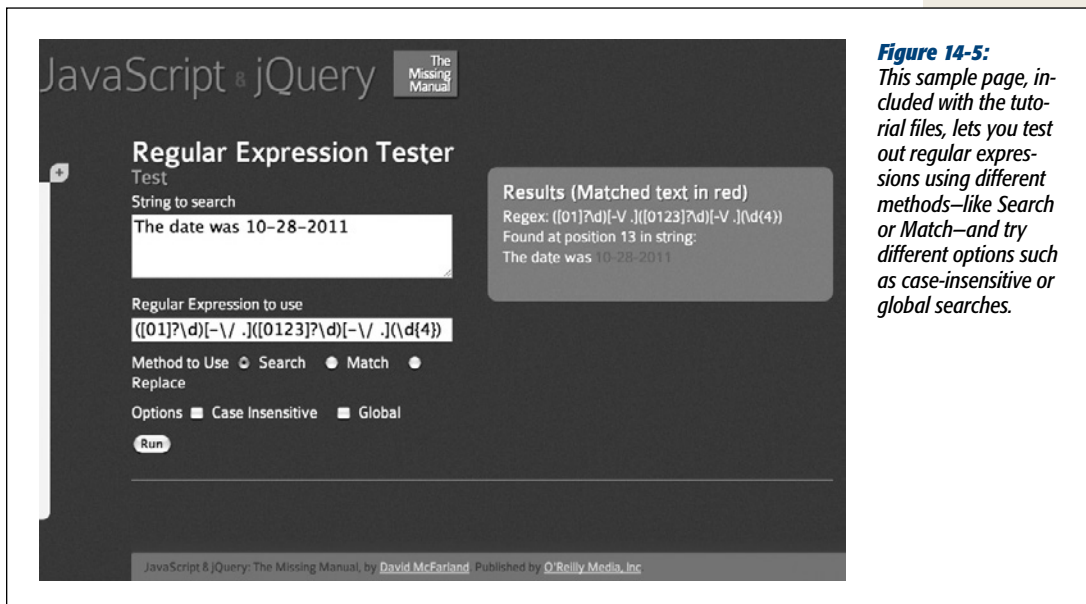 JavaScript & jQuery
The
Missing
Manual
Regular Expression Tester
Test
String to search
The date was 10-28-2011
Regular Expression to use
([01]?\d)[-\/ .]([0123]?\d)[-\/ .](\d{4})
Method to Use Search Match
Replace
Options Case Insensitive Global
Run
Results (Matched text in red)
Regex: ([01]?\d)[-\/ .]([0123]?\d)[-\/ .](\d{4})
Found at position 13 in string:
The date was 10-28-2011
JavaScript & jQuery: The Missing Manual, by David McFarland. Published by O'Reilly Media, Inc
Figure 14-5:
This sample page, in-
cluded with the tuto-
rial files, lets you test
out regular expres-
sions using different
methods—like Search
or Match—and try
different options such
as case-insensitive or
global searches.